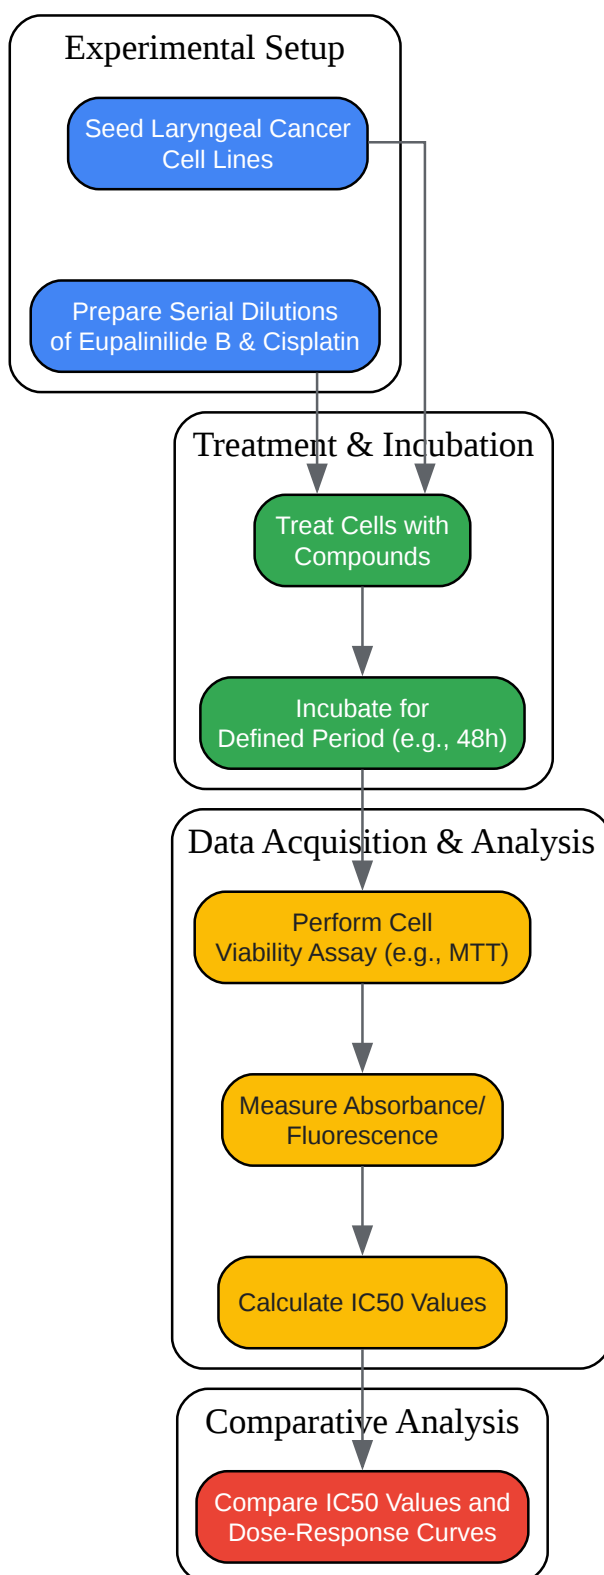 Experimental Setup
Seed Laryngeal Cancer
Cell Lines
Prepare Serial Dilutions
of Eupalinilide B & Cisplatin
Treatment & Incubation
Treat Cells with
Compounds
Incubate for
Defined Period (e.g., 48h)
Data Acquisition & Analysis
Perform Cell
Viability Assay (e.g., MTT)
Measure Absorbance/
Fluorescence
Calculate IC50 Values
Comparative Analysis
Compare IC50 Values and
Dose-Response Curves